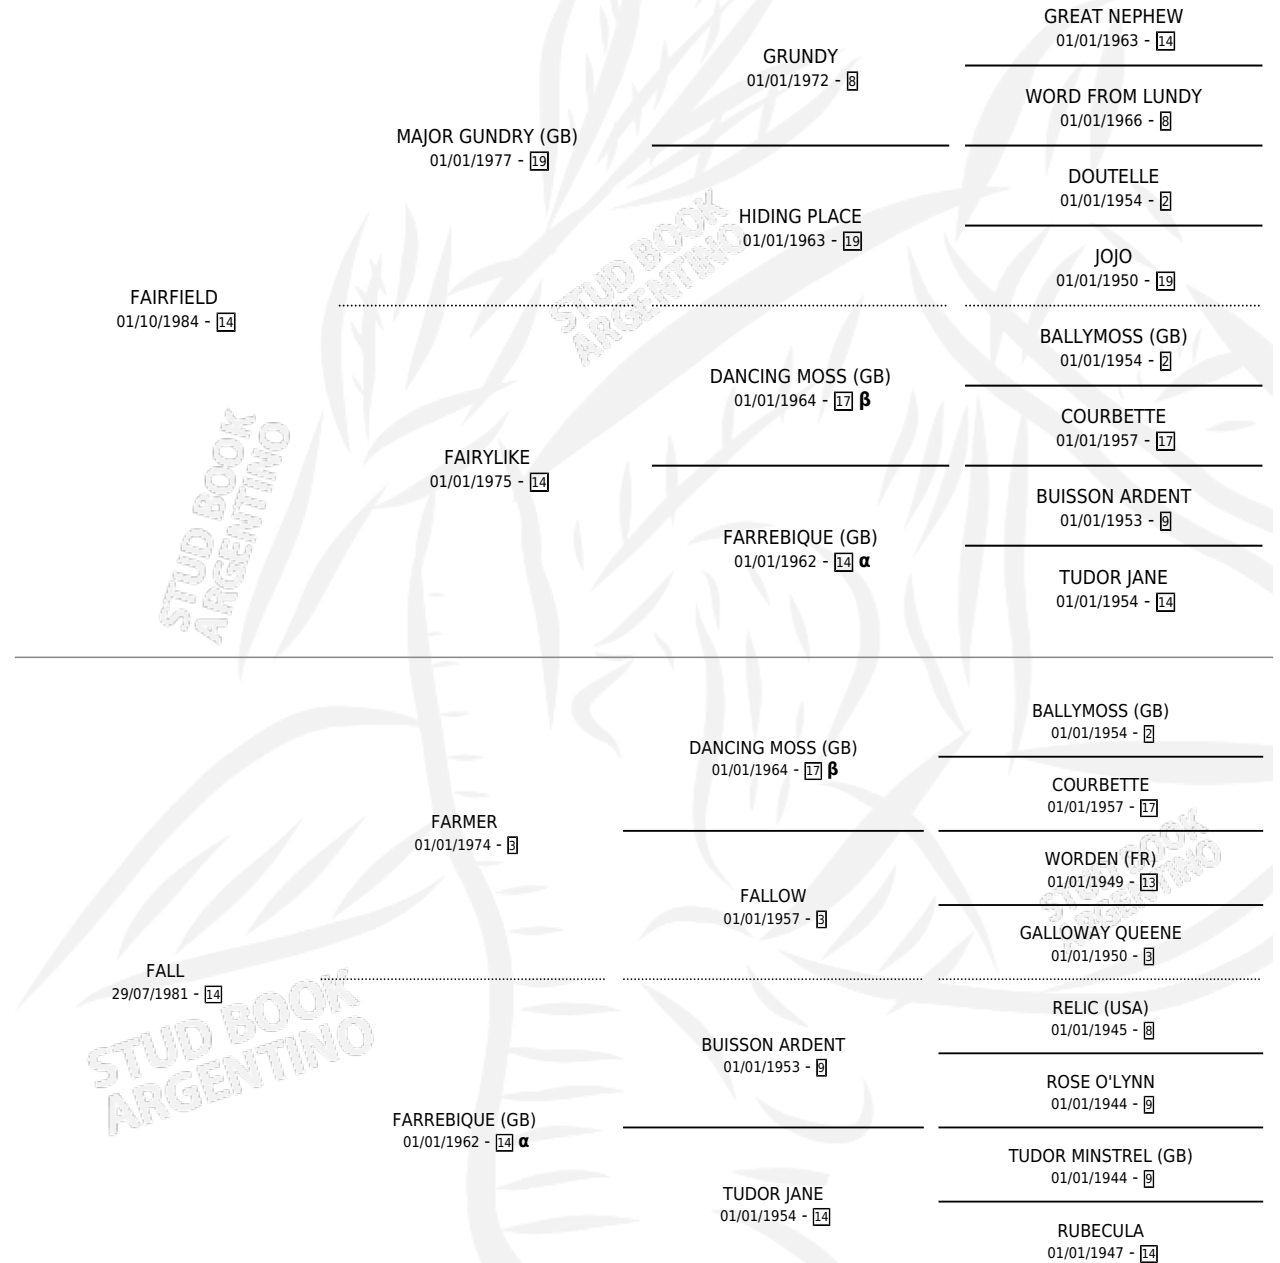 GREAT NEPHEW
01/01/1963 - 14
GRUNDY
01/01/1972 - 8
WORD FROM LUNDY
01/01/1966 - 8
MAJOR GUNDRY (GB)
01/01/1977 - 19
DOUTELLE
01/01/1954 - 2
HIDING PLACE
01/01/1963 - 19
JOJO
01/01/1950 - 19
FAIRFIELD
01/10/1984 - 14
BALLYMOSS (GB)
01/01/1954 - 2
DANCING MOSS (GB)
01/01/1964 - 17 β
COURBETTE
01/01/1957 - 17
FAIRYLIKE
01/01/1975 - 14
BUISSON ARDENT
01/01/1953 - 9
FARREBIQUE (GB)
01/01/1962 - 14 α
TUDOR JANE
01/01/1954 - 14
BALLYMOSS (GB)
01/01/1954 - 2
DANCING MOSS (GB)
01/01/1964 - 17 β
COURBETTE
01/01/1957 - 17
FARMER
01/01/1974 - 3
WORDEN (FR)
01/01/1949 - 13
FALLOW
01/01/1957 - 3
GALLOWAY QUEENE
01/01/1950 - 3
FALL
29/07/1981 - 14
RELIC (USA)
01/01/1945 - 8
BUISSON ARDENT
01/01/1953 - 9
ROSE O'LYNN
01/01/1944 - 9
FARREBIQUE (GB)
01/01/1962 - 14 α
TUDOR MINSTREL (GB)
01/01/1944 - 9
TUDOR JANE
01/01/1954 - 14
RUBECULA
01/01/1947 - 14
STUD BOOK
ARGENTINO
STUD BOOK
ARGENTINO
STUD BOOK
ARGENTINO
STUD BOOK
ARGENTINO